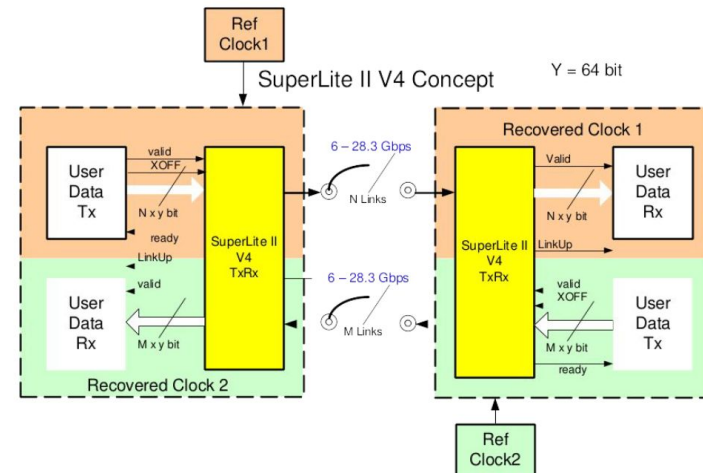 Ref
Clock1
SuperLite II V4 Concept
Y = 64 bit
valid
XOFF
User
Data
Tx
N x y bit
ready
LinkUp
valid
User
Data
Rx
M x y bit
Recovered Clock 2
SuperLite II
V4
TxRx
6 – 28.3 Gbps
N Links
6 – 28.3 Gbps
M Links
Recovered Clock 1
SuperLite II
V4
TxRx
Valid
N x y bit
User
Data
Rx
LinkUp
valid
XOFF
M x y bit
User
Data
Tx
ready
Ref
Clock2